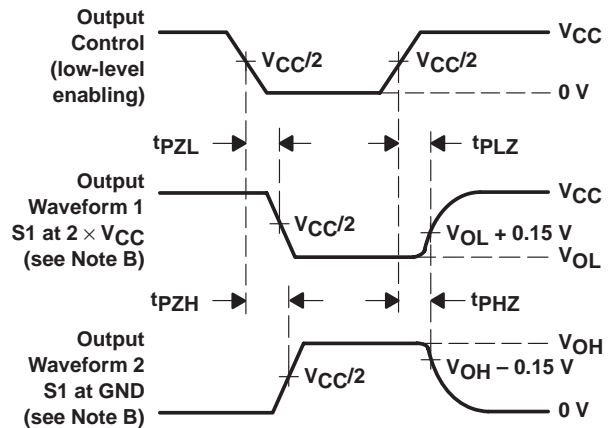 Output
Control
(low-level
enabling)
VCC
VCC/2
VCC/2
0 V
tPZL
tPLZ
Output
Waveform 1
S1 at 2 × VCC
(see Note B)
VCC
VCC/2
VOL + 0.15 V
VOL
tPZH
tPHZ
Output
Waveform 2
S1 at GND
(see Note B)
VOH
VOH − 0.15 V
VCC/2
0 V